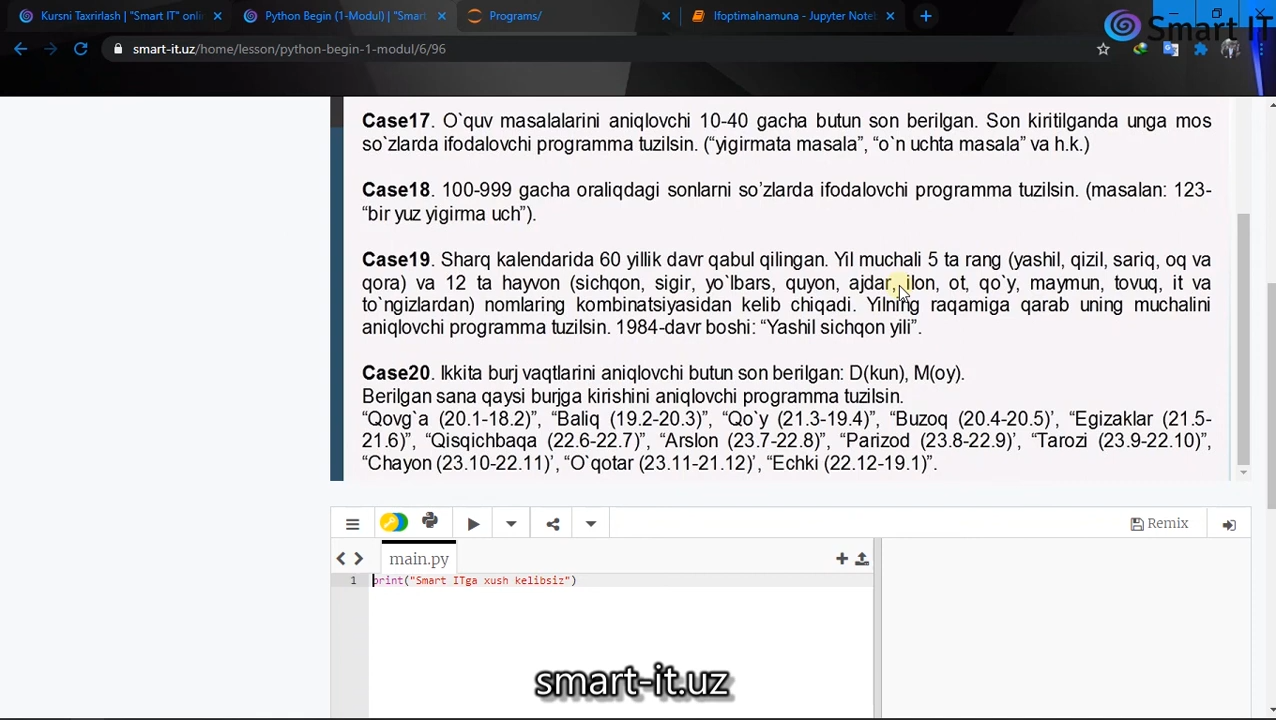 Kursni Taxrirlash | "Smart IT" onli
Python Begin (1-Modul) | "Smart
Programs/
Ifoptimalnamuna - Jupyter Noteb
Smart IT
smart-it.uz/home/lesson/python-begin-1-modul/6/96
Case17. O`quv masalalarini aniqlovchi 10-40 gacha butun son berilgan. Son kiritilganda unga mos
so`zlarda ifodalovchi programma tuzilsin. (“yigirmata masala”, “o`n uchta masala” va h.k.)
Case18. 100-999 gacha oraliqdagi sonlarni so’zlarda ifodalovchi programma tuzilsin. (masalan: 123-
“bir yuz yigirma uch”).
Case19. Sharq kalendarida 60 yillik davr qabul qilingan. Yil muchali 5 ta rang (yashil, qizil, sariq, oq va
qora) va 12 ta hayvon (sichqon, sigir, yo`lbars, quyon, ajdar, ilon, ot, qo`y, maymun, tovuq, it va
to`ngizlardan) nomlaring kombinatsiyasidan kelib chiqadi. Yilning raqamiga qarab uning muchalini
aniqlovchi programma tuzilsin. 1984-davr boshi: “Yashil sichqon yili”.
Case20. Ikkita burj vaqtlarini aniqlovchi butun son berilgan: D(kun), M(oy).
Berilgan sana qaysi burjga kirishini aniqlovchi programma tuzilsin.
“Qovg`a (20.1-18.2)”, “Baliq (19.2-20.3)”, “Qo`y (21.3-19.4)”, “Buzoq (20.4-20.5)’, “Egizaklar (21.5-
21.6)”, “Qisqichbaqa (22.6-22.7)”, “Arslon (23.7-22.8)”, “Parizod (23.8-22.9)’, “Tarozi (23.9-22.10)”,
“Chayon (23.10-22.11)’, “O`qotar (23.11-21.12)’, “Echki (22.12-19.1)”.
Remix
main.py
1 print("Smart ITga xush kelibsiz")
smart-it.uz